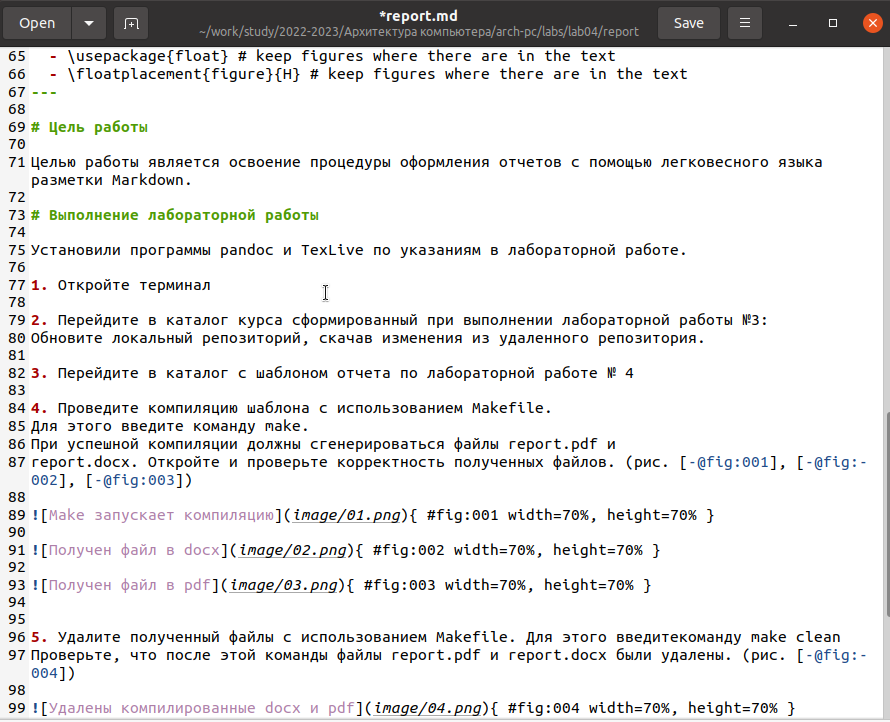 Open
*report.md
~/work/study/2022-2023/Архитектура компьютера/arch-pc/labs/lab04/report
Save
65   - \usepackage{float} # keep figures where there are in the text
66   - \floatplacement{figure}{H} # keep figures where there are in the text
67 ---
68
69 # Цель работы
70
71 Целью работы является освоение процедуры оформления отчетов с помощью легковесного языка
разметки Markdown.
72
73 # Выполнение лабораторной работы
74
75 Установили программы pandoc и TexLive по указаниям в лабораторной работе.
76
77 1. Откройте терминал
78
79 2. Перейдите в каталог курса сформированный при выполнении лабораторной работы №3:
80 Обновите локальный репозиторий, скачав изменения из удаленного репозитория.
81
82 3. Перейдите в каталог с шаблоном отчета по лабораторной работе № 4
83
84 4. Проведите компиляцию шаблона с использованием Makefile.
85 Для этого введите команду make.
86 При успешной компиляции должны сгенерироваться файлы report.pdf и
87 report.docx. Откройте и проверьте корректность полученных файлов. (рис. [-@fig:001], [-@fig:-
002], [-@fig:003])
88
89 ![Make запускает компиляцию](image/01.png){ #fig:001 width=70%, height=70% }
90
91 ![Получен файл в docx](image/02.png){ #fig:002 width=70%, height=70% }
92
93 ![Получен файл в pdf](image/03.png){ #fig:003 width=70%, height=70% }
94
95
96 5. Удалите полученный файлы с использованием Makefile. Для этого введитекоманду make clean
97 Проверьте, что после этой команды файлы report.pdf и report.docx были удалены. (рис. [-@fig:-
004])
98
99 ![Удалены компилированные docx и pdf](image/04.png){ #fig:004 width=70%, height=70% }